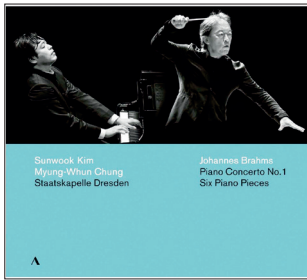 Sunwook Kim
Myung-Whun Chung
Staatskapelle Dresden
Johannes Brahms
Piano Concerto No.1
Six Piano Pieces
A